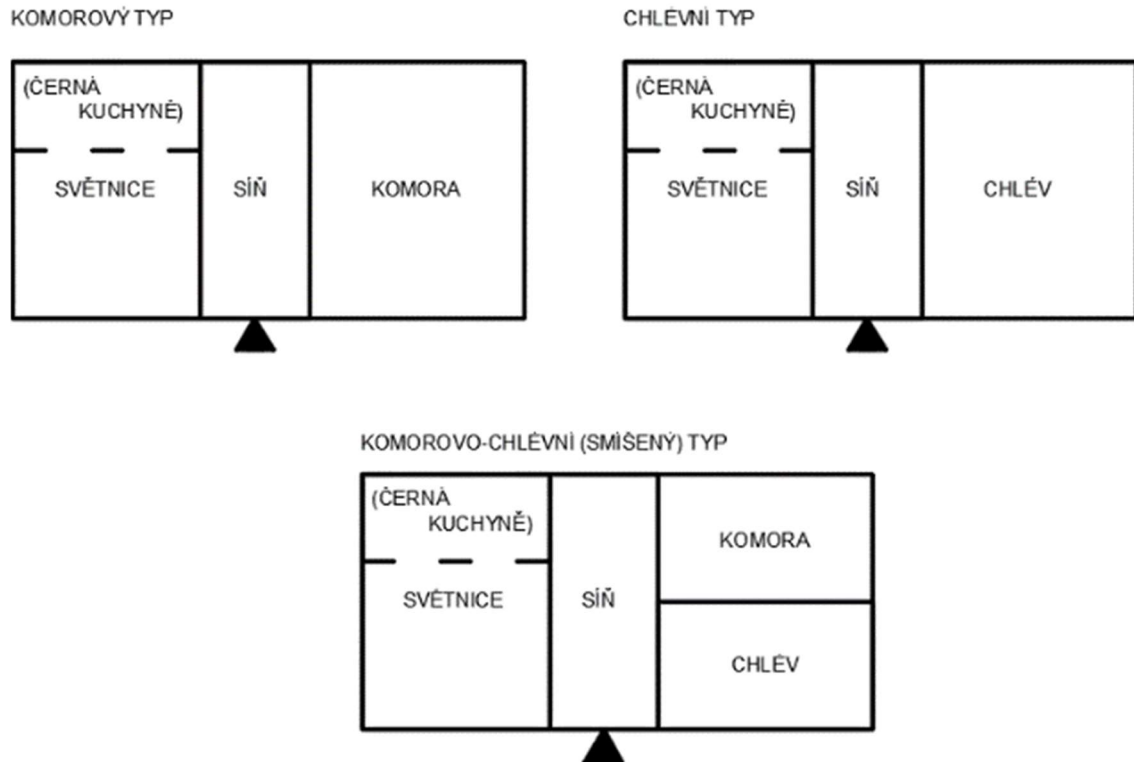 KOMOROVÝ TYP
(ČERNÁ
KUCHYNĚ)
SVĚTNICE
SÍŇ
KOMORA
CHLÉVNÍ TYP
(ČERNÁ
KUCHYNĚ)
SVĚTNICE
SÍŇ
CHLÉV
KOMOROVO-CHLÉVNÍ (SMÍŠENÝ) TYP
(ČERNÁ
KUCHYNĚ)
SVĚTNICE
SÍŇ
KOMORA
CHLÉV